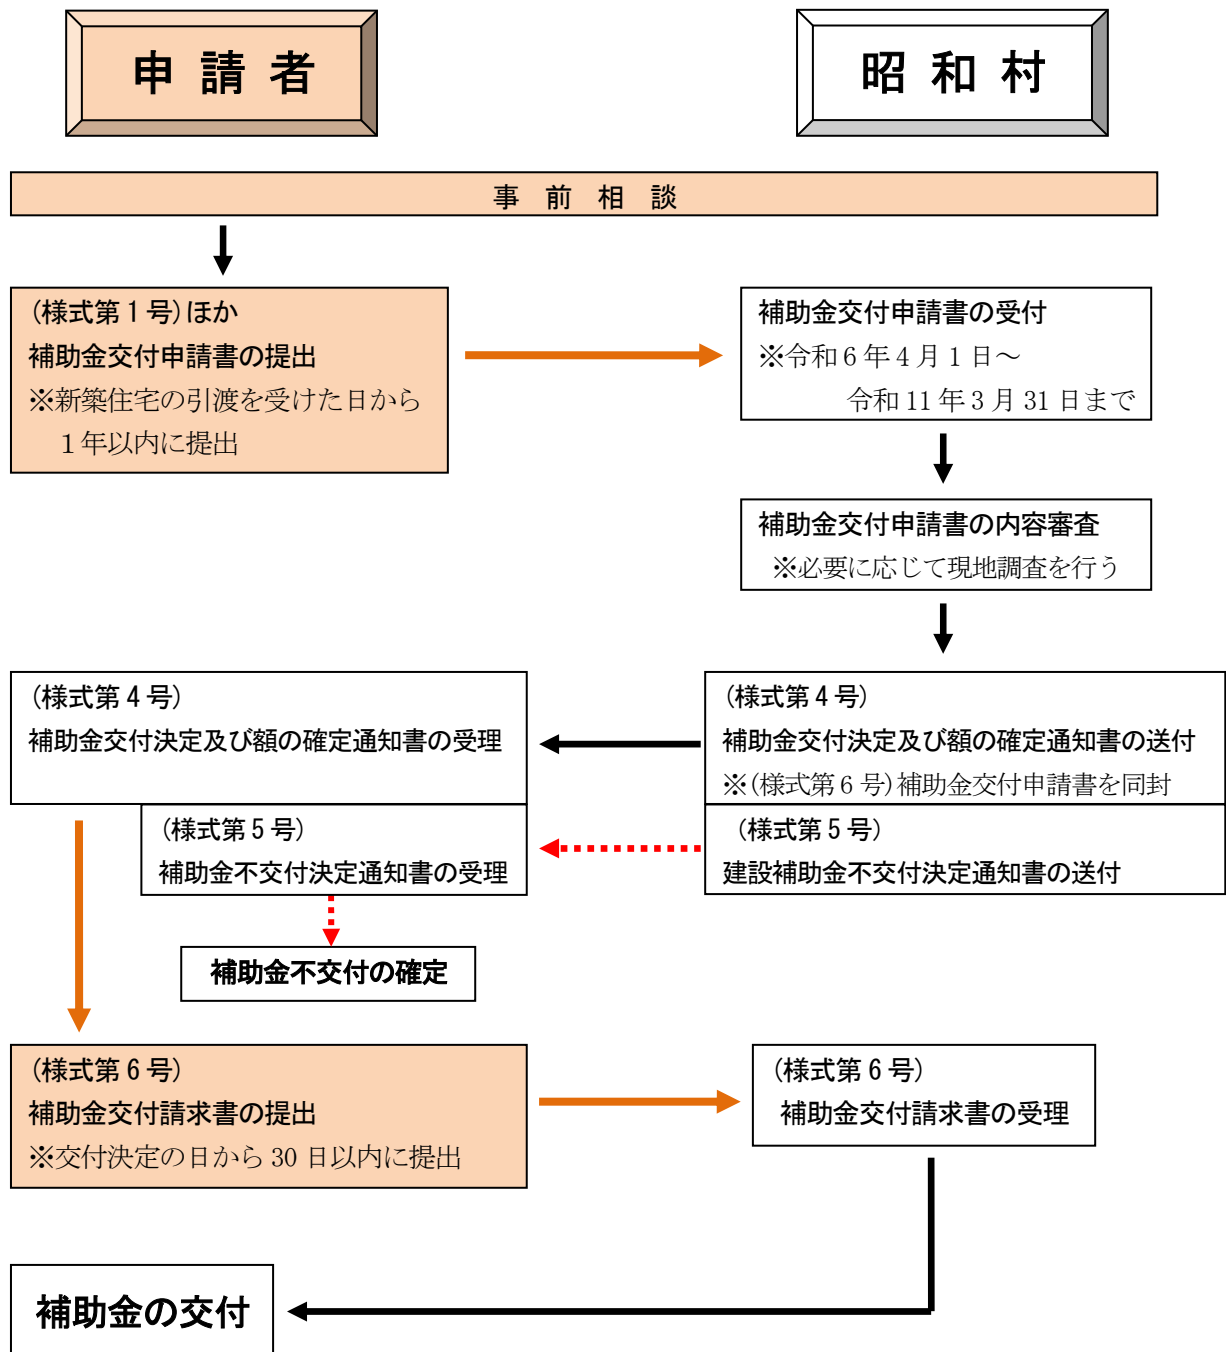 申請者
昭和村
事前相談
(様式第1号)ほか
補助金交付申請書の提出
※新築住宅の引渡を受けた日から
1年以内に提出
補助金交付申請書の受付
※令和6年4月1日～
令和11年3月31日まで
補助金交付申請書の内容審査
※必要に応じて現地調査を行う
(様式第4号)
補助金交付決定及び額の確定通知書の送付
※(様式第6号)補助金交付申請書を同封
(様式第4号)
補助金交付決定及び額の確定通知書の受理
(様式第5号)
建設補助金不交付決定通知書の送付
(様式第5号)
補助金不交付決定通知書の受理
補助金不交付の確定
(様式第6号)
補助金交付請求書の提出
※交付決定の日から30日以内に提出
(様式第6号)
補助金交付請求書の受理
補助金の交付